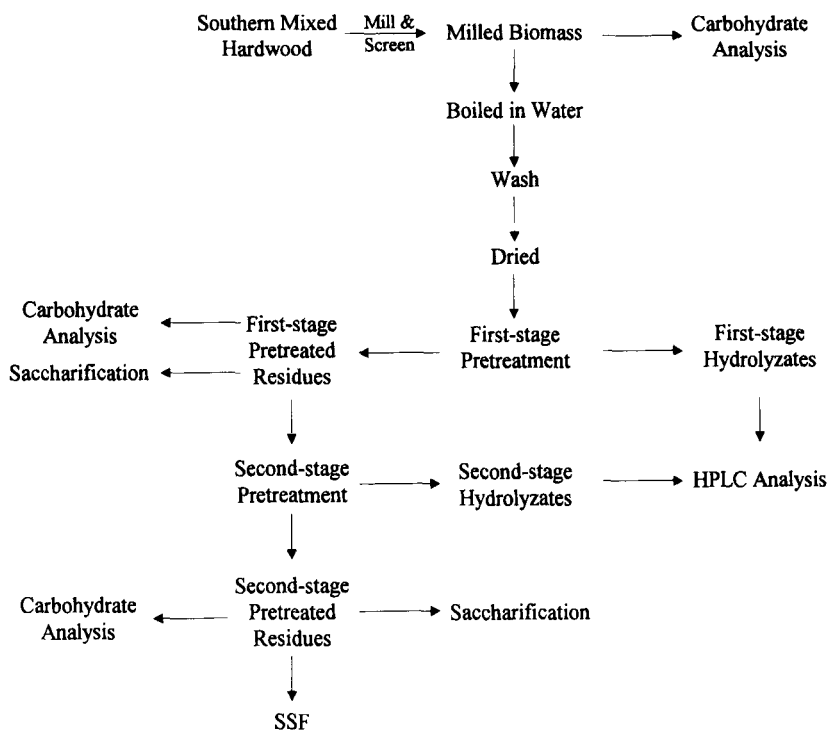 Southern Mixed
Hardwood
Mill &
Screen
Milled Biomass
Carbohydrate
Analysis
Boiled in Water
Wash
Dried
Carbohydrate
Analysis
Saccharification
First-stage
Pretreated
Residues
First-stage
Pretreatment
First-stage
Hydrolyzates
Second-stage
Pretreatment
Second-stage
Hydrolyzates
HPLC Analysis
Carbohydrate
Analysis
Second-stage
Pretreated
Residues
Saccharification
SSF